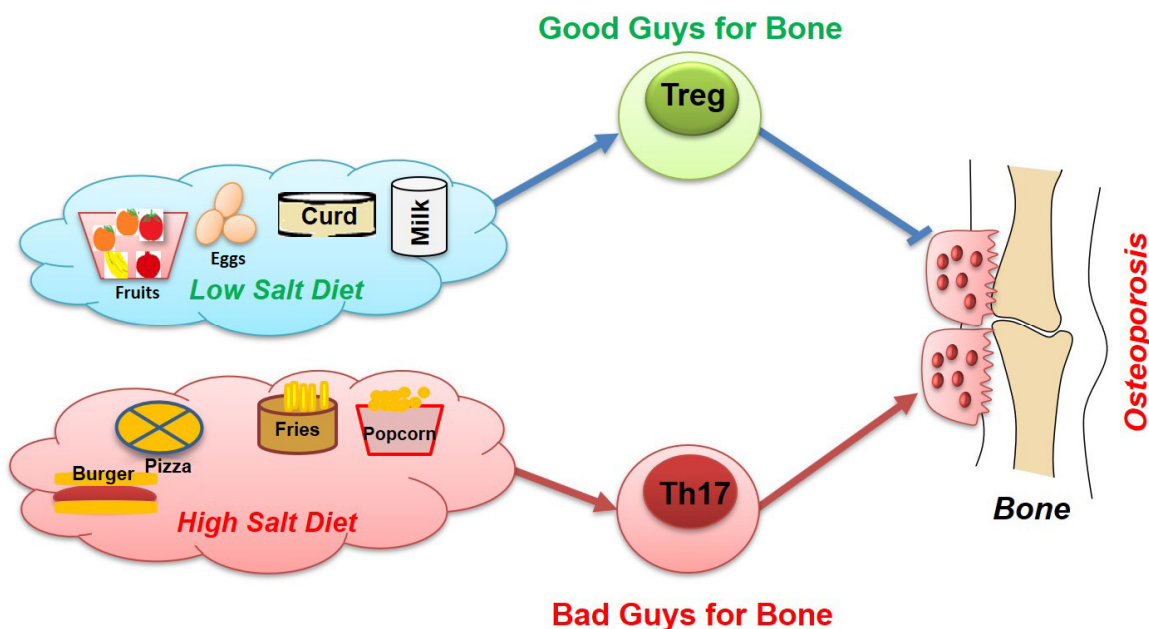 Good Guys for Bone
Treg
Curd
Milk
Eggs
Fruits
Low Salt Diet
Osteoporosis
Fries
Popcorn
Pizza
Burger
High Salt Diet
Th17
Bone
Bad Guys for Bone